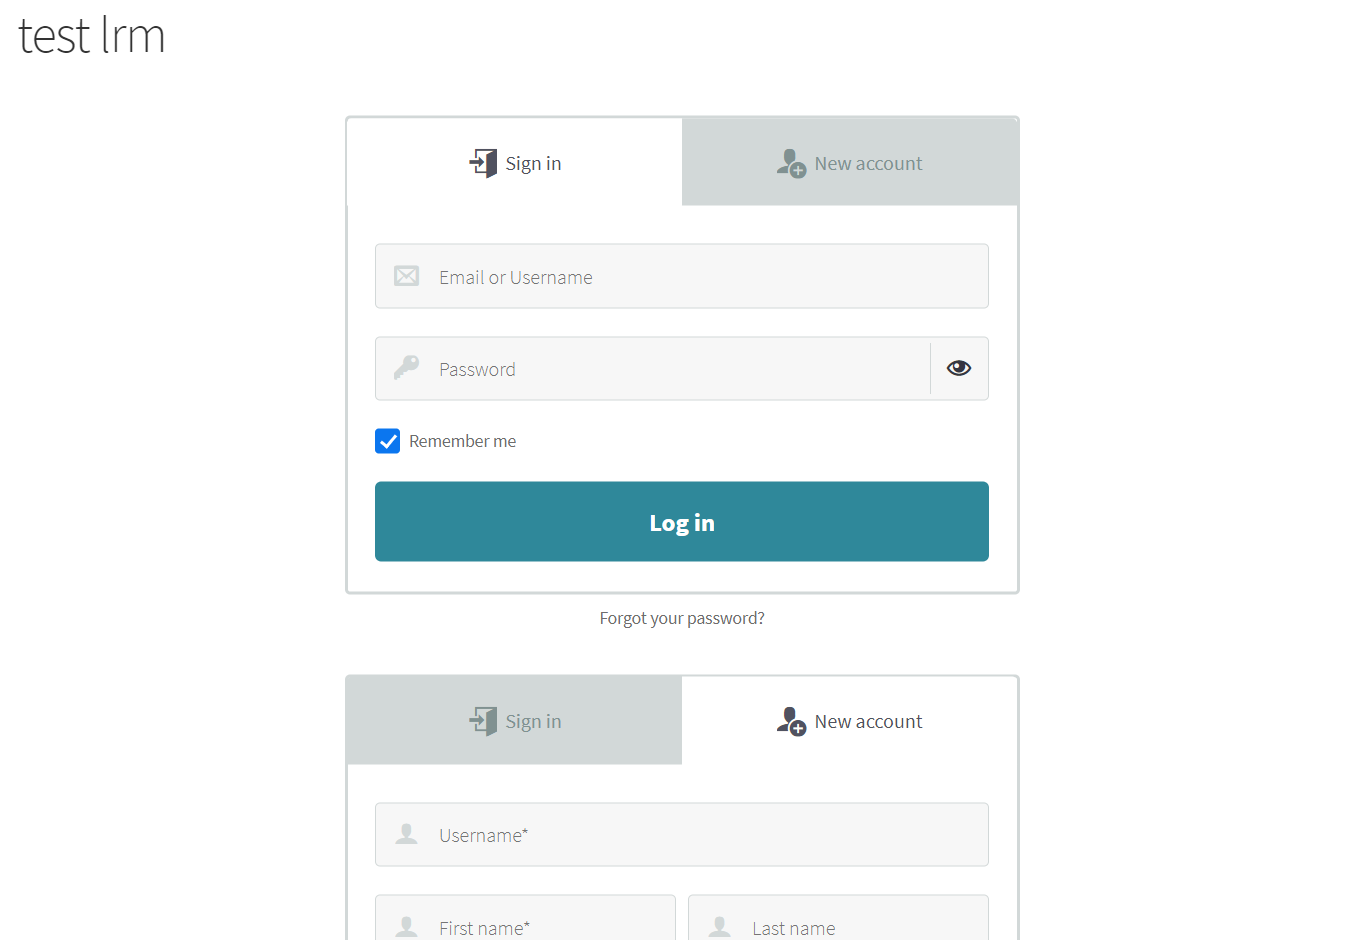 test lrm
Sign in New account
Email or Username
Password
Remember me
Log in
Forgot your password?
Sign in New account
Username*
First name* Last name